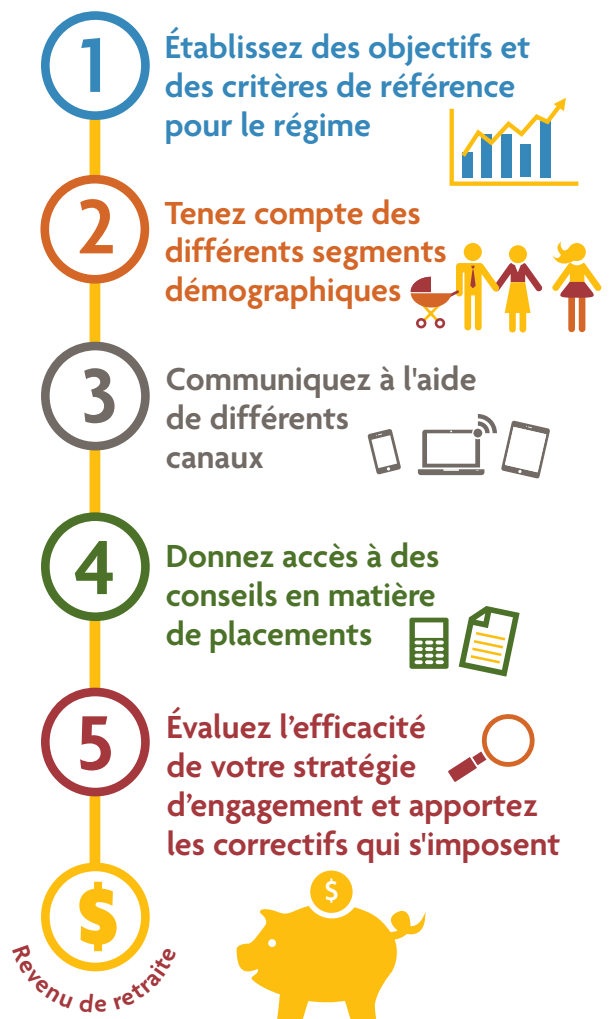 1
Établissez des objectifs et
des critères de référence
pour le régime
2
Tenez compte des
différents segments
démographiques
3
Communiquez à l'aide
de différents
canaux
4
Donnez accès à des
conseils en matière
de placements
5
Évaluez l’efficacité
de votre stratégie
d’engagement et apportez
les correctifs qui s'imposent
$
$
Revenu de retraite